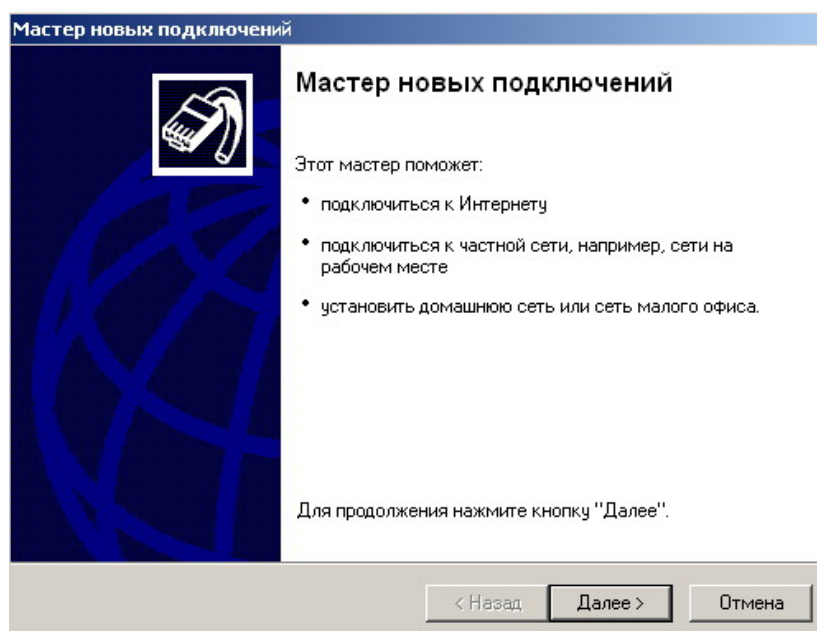 Мастер новых подключений
Мастер новых подключений
Этот мастер поможет:
• подключиться к Интернету
• подключиться к частной сети, например, сети на
рабочем месте
• установить домашнюю сеть или сеть малого офиса.
Для продолжения нажмите кнопку "Далее".
< Назад Далее > Отмена